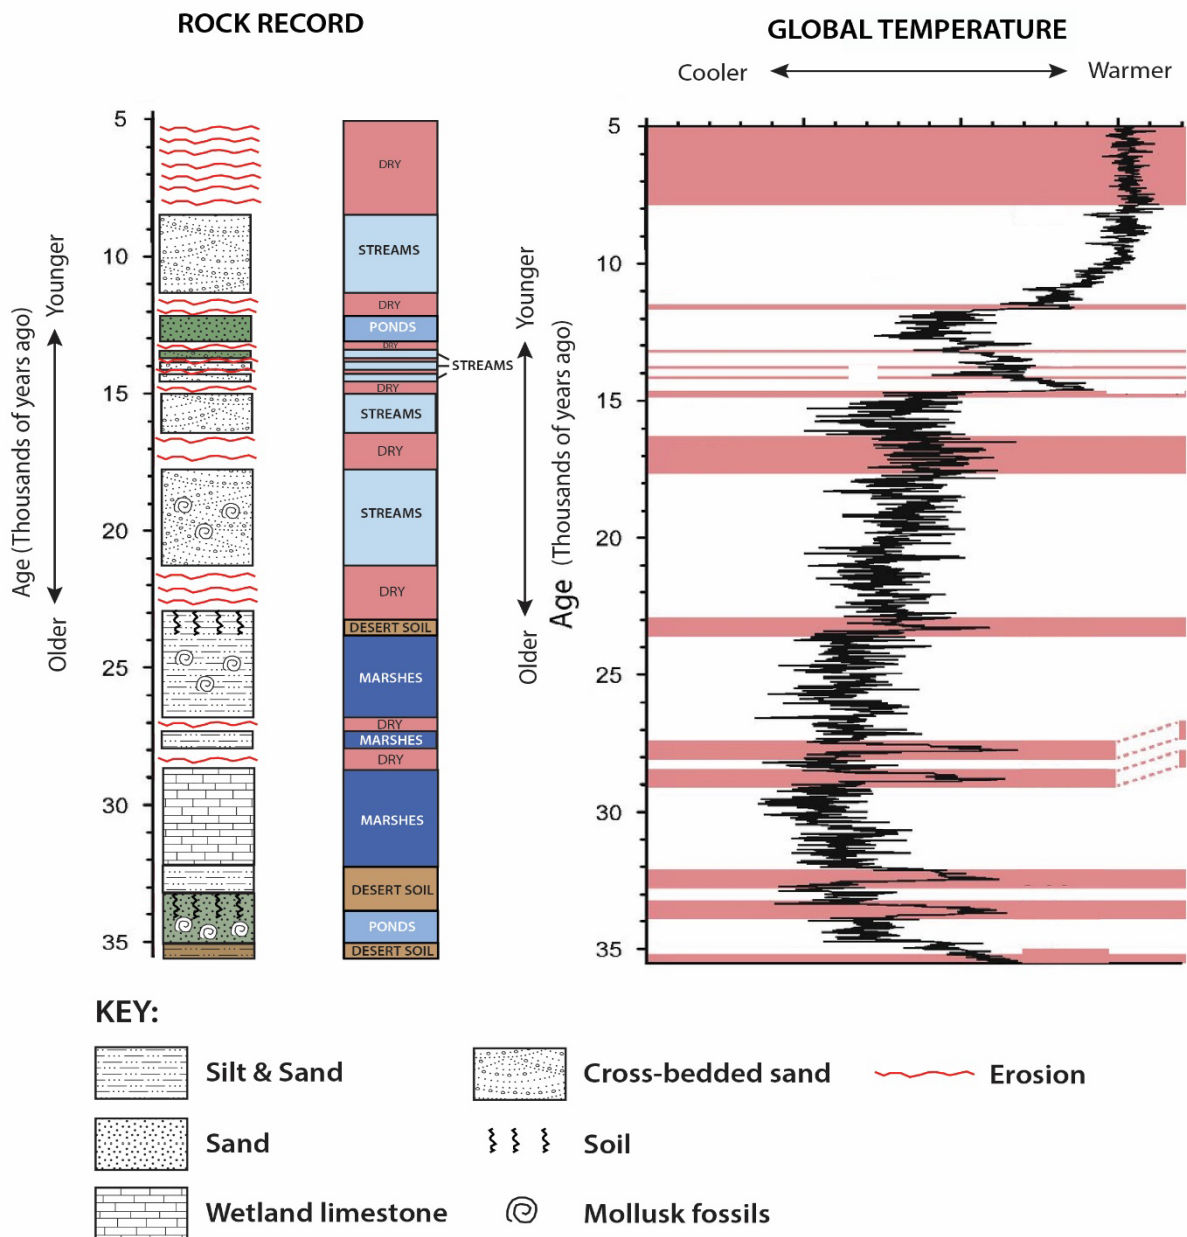 ROCK RECORD
GLOBAL TEMPERATURE
Cooler
Warmer
5
10
15
20
25
30
35
Age (Thousands of years ago)
Older
Younger
DRY
STREAMS
DRY
PONDS
DRY
STREAMS
DRY
STREAMS
DRY
STREAMS
DRY
DESERT SOIL
MARSHES
DRY
MARSHES
DRY
MARSHES
DESERT SOIL
PONDS
DESERT SOIL
Age (Thousands of years ago)
Older
Younger
5
10
15
20
25
30
35
KEY:
Silt & Sand
Cross-bedded sand
Erosion
Sand
Soil
Wetland limestone
Mollusk fossils